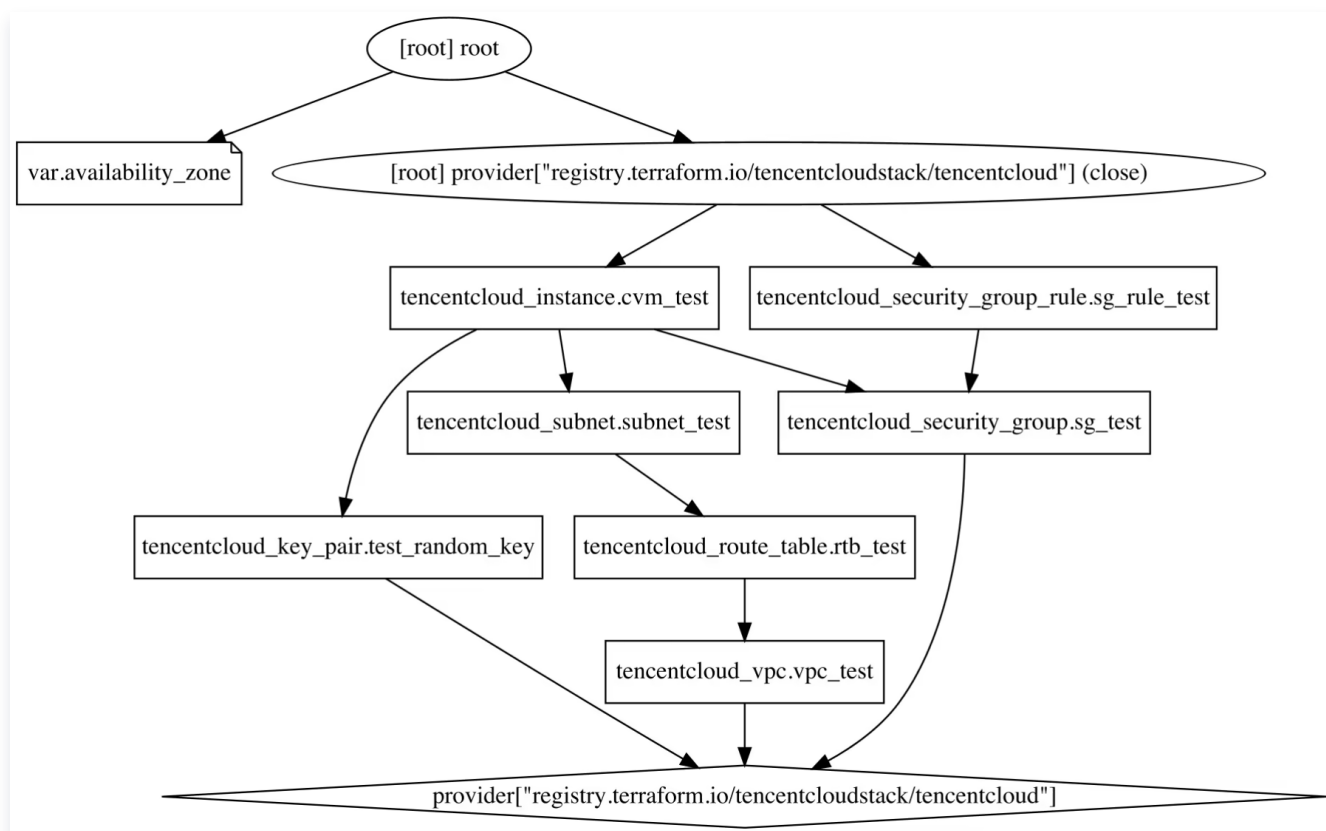 [root] root
var.availability_zone
[root] provider["registry.terraform.io/tencentcloudstack/tencentcloud"] (close)
tencentcloud_instance.cvm_test
tencentcloud_security_group_rule.sg_rule_test
tencentcloud_subnet.subnet_test
tencentcloud_security_group.sg_test
tencentcloud_key_pair.test_random_key
tencentcloud_route_table.rtb_test
tencentcloud_vpc.vpc_test
provider["registry.terraform.io/tencentcloudstack/tencentcloud"]